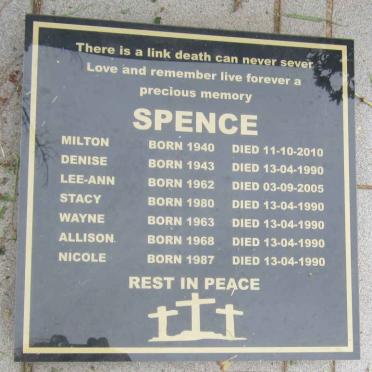 There is a link death can never sever
Love and remember live forever a
precious memory
SPENCE
MILTON BORN 1940 DIED 11-10-2010
DENISE BORN 1943 DIED 13-04-1990
LEE-ANN BORN 1962 DIED 03-09-2005
STACY BORN 1980 DIED 13-04-1990
WAYNE BORN 1963 DIED 13-04-1990
ALLISON BORN 1968 DIED 13-04-1990
NICOLE BORN 1987 DIED 13-04-1990
REST IN PEACE